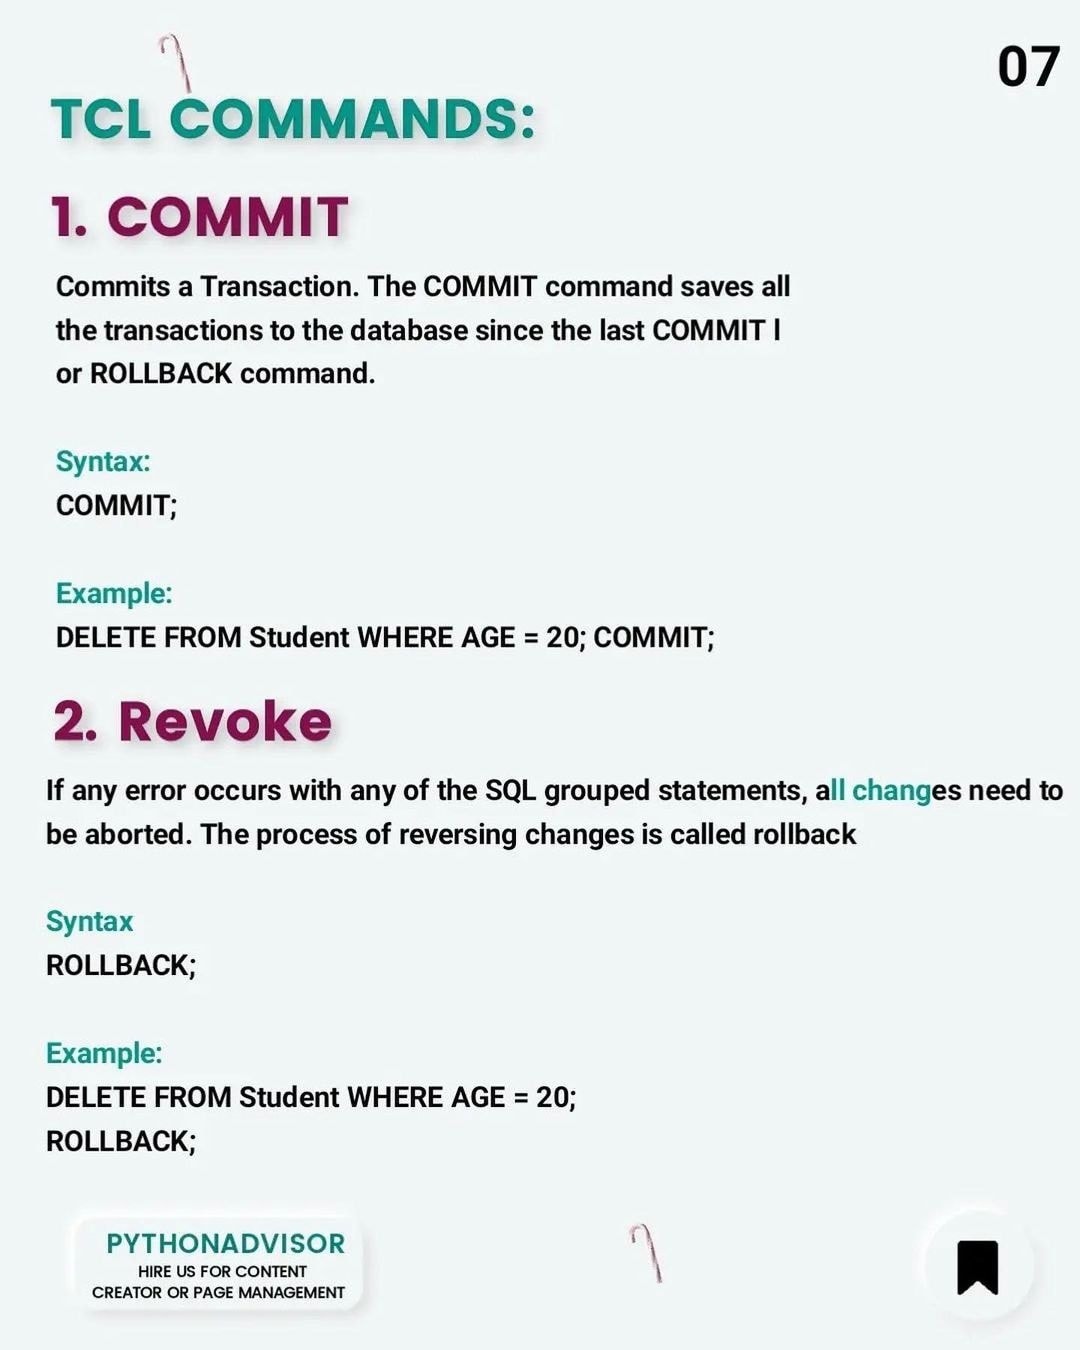 07
TCL COMMANDS:
1. COMMIT
Commits a Transaction. The COMMIT command saves all
the transactions to the database since the last COMMIT l
or ROLLBACK command.
Syntax:
COMMIT;
Example:
DELETE FROM Student WHERE AGE = 20; COMMIT;
2. Revoke
If any error occurs with any of the SQL grouped statements, all changes need to
be aborted. The process of reversing changes is called rollback
Syntax
ROLLBACK;
Example:
DELETE FROM Student WHERE AGE = 20;
ROLLBACK;
PYTHONADVISOR
HIRE US FOR CONTENT
CREATOR OR PAGE MANAGEMENT